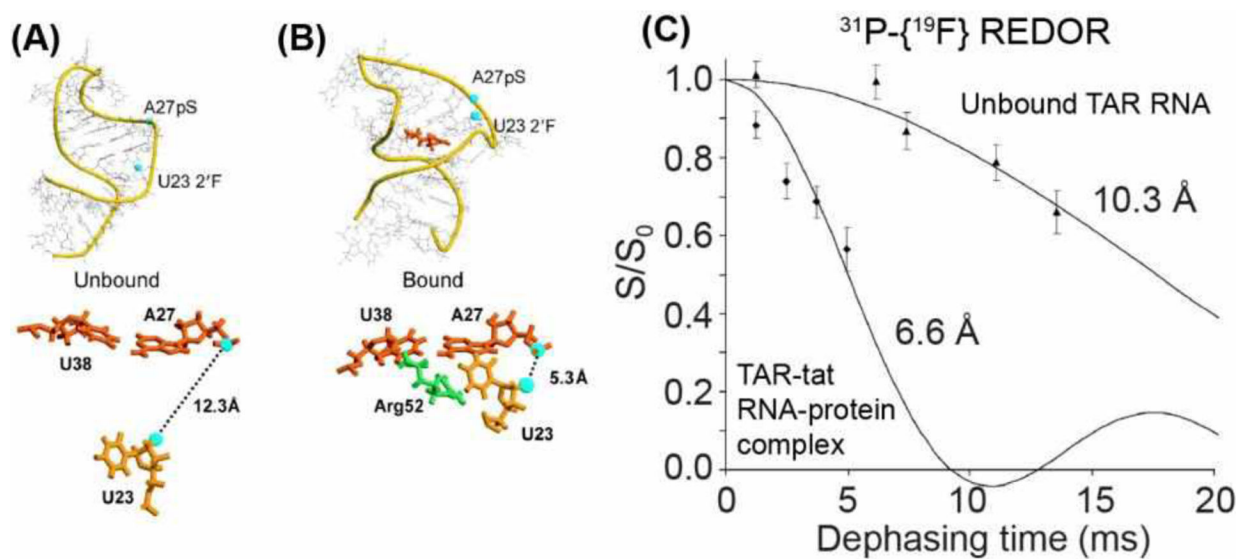 (A)
A27pS
U23 2'F
Unbound
A27
U38
12.3Å
U23
(B)
A27pS
U23 2'F
Bound
U38
A27
5.3Å
Arg52
U23
(C)
³¹P-{¹⁹F} REDOR
1.0
0.8
0.6
0.4
0.2
0.0
S/S₀
Unbound TAR RNA
10.3 Å
6.6 Å
TAR-tat
RNA-protein
complex
0
5
10
15
20
Dephasing time (ms)